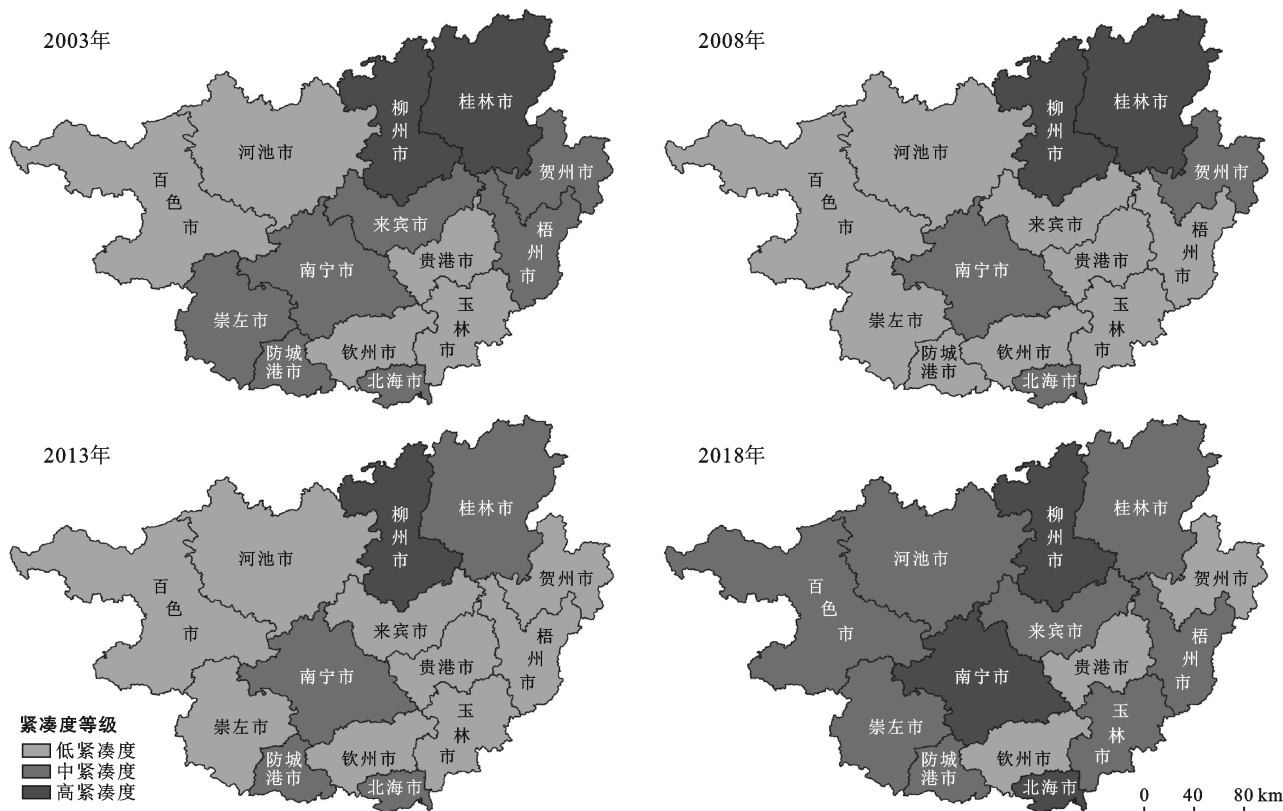 2003年
桂林市
柳州市
河池市
贺州市
百色市
来宾市
梧州市
贵港市
南宁市
玉林市
崇左市
钦州市
防城
港市
北海市
2008年
桂林市
柳州市
河池市
贺州市
百色市
来宾市
梧州市
贵港市
南宁市
玉林市
崇左市
钦州市
防城
港市
北海市
2013年
桂林市
柳州市
河池市
贺州市
百色市
来宾市
梧州市
贵港市
南宁市
玉林市
崇左市
钦州市
防城
港市
北海市
紧凑度等级
低紧凑度
中紧凑度
高紧凑度
2018年
桂林市
柳州市
河池市
贺州市
百色市
来宾市
梧州市
贵港市
南宁市
玉林市
崇左市
钦州市
防城
港市
北海市
0 40 80 km